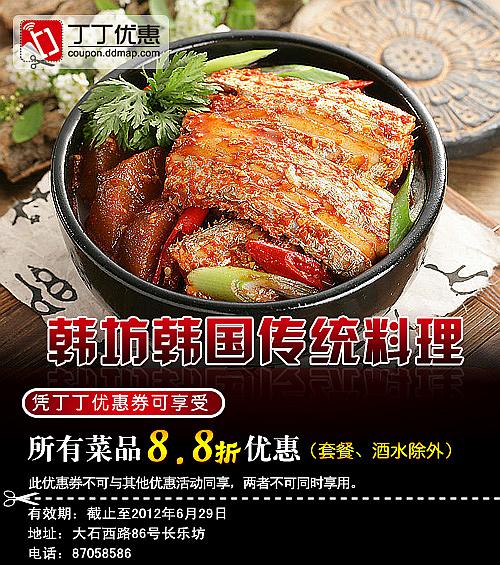 丁丁优惠
coupon.ddmap.com
韩坊韩国传统料理
凭丁丁优惠券可享受
所有菜品8.8折优惠（套餐、酒水除外）
此优惠券不可与其他优惠活动同享，两者不可同时享用。
有效期：截止至2012年6月29日
地址：大石西路86号长乐坊
电话：87058586